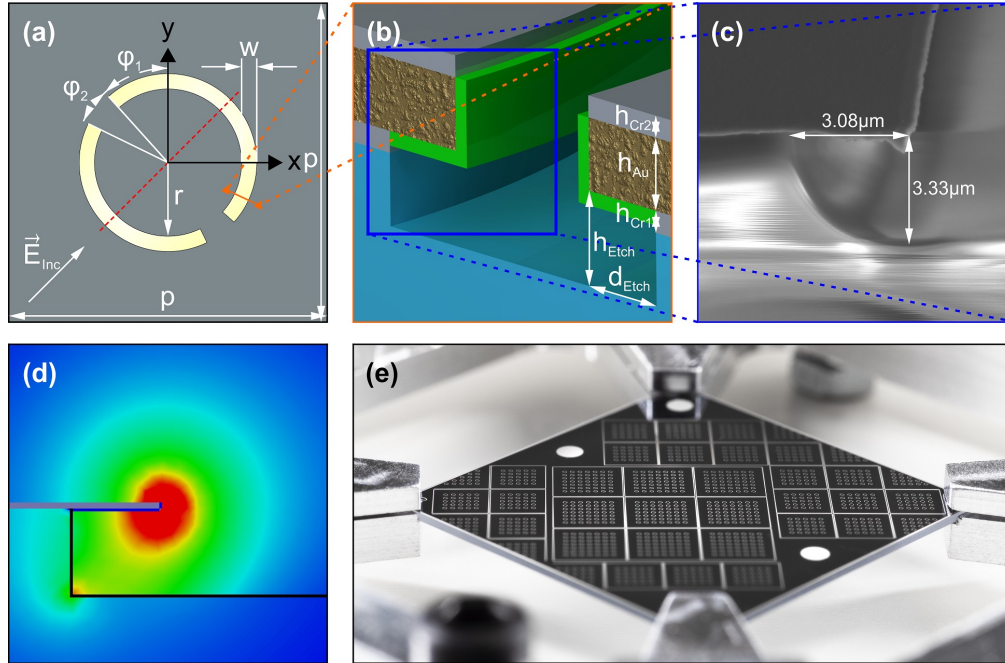 (a)
y
φ1
φ2
w
x
p
r
E⃗Inc
p
(b)
hCr2
hAu
hCr1
hEtch
dEtch
(c)
3.08µm
3.33µm
(d)
(e)